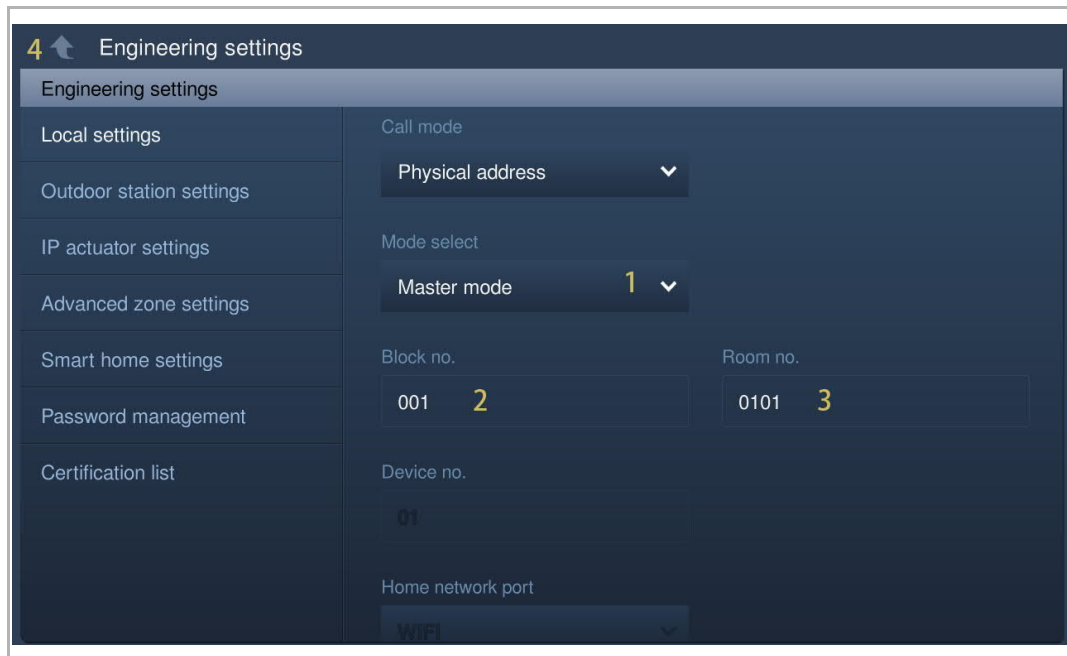 4 Engineering settings
Engineering settings
Local settings
Outdoor station settings
IP actuator settings
Advanced zone settings
Smart home settings
Password management
Certification list
Call mode
Physical address
Mode select
Master mode 1
Block no.
001 2
Room no.
0101 3
Device no.
01
Home network port
WIFI